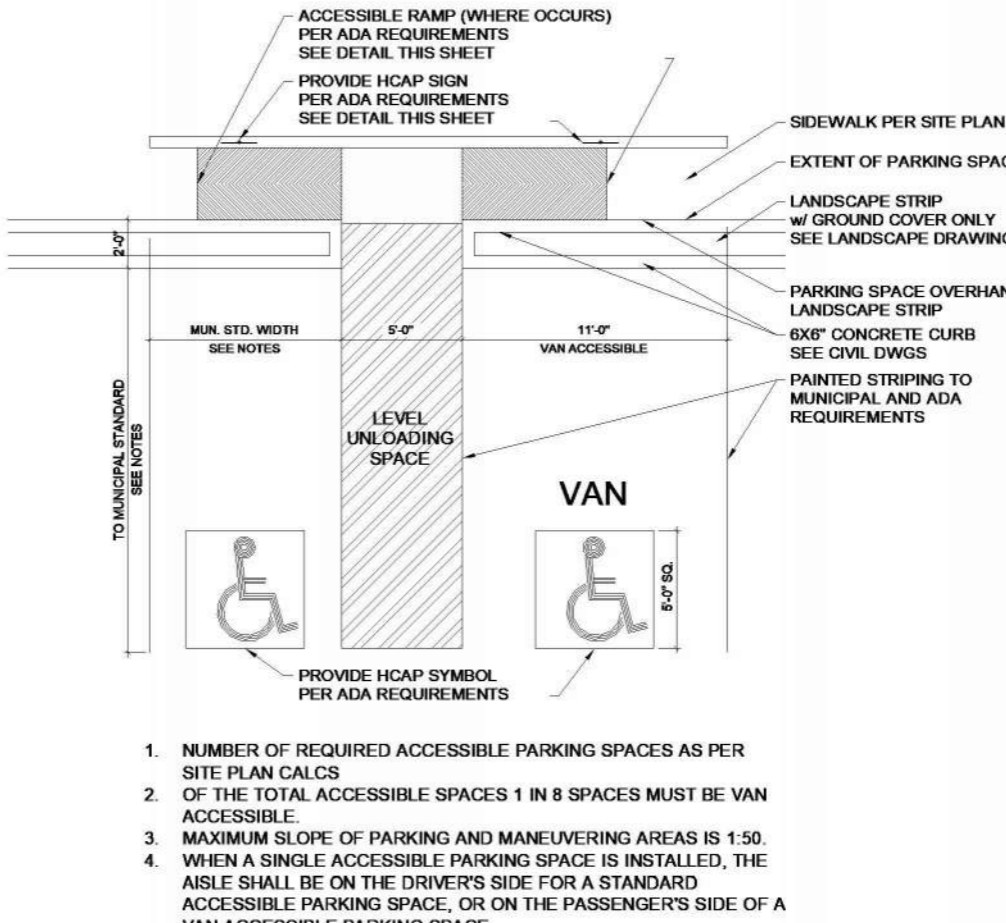 ACCESSIBLE RAMP (WHERE OCCURS)
PER ADA REQUIREMENTS
SEE DETAIL THIS SHEET
PROVIDE HCAP SIGN
PER ADA REQUIREMENTS
SEE DETAIL THIS SHEET
SIDEWALK PER SITE PLAN
EXTENT OF PARKING SPAC
LANDSCAPE STRIP
w/ GROUND COVER ONLY
SEE LANDSCAPE DRAWING
2'-0"
PARKING SPACE OVERHAN
LANDSCAPE STRIP
6X6" CONCRETE CURB
SEE CIVIL DWGS
MUN. STD. WIDTH
SEE NOTES
5'-0"
11'-0"
VAN ACCESSIBLE
PAINTED STRIPING TO
MUNICIPAL AND ADA
REQUIREMENTS
TO MUNICIPAL STANDARD
SEE NOTES
LEVEL
UNLOADING
SPACE
VAN
5'-0" SQ.
PROVIDE HCAP SYMBOL
PER ADA REQUIREMENTS
1. NUMBER OF REQUIRED ACCESSIBLE PARKING SPACES AS PER
SITE PLAN CALCS
2. OF THE TOTAL ACCESSIBLE SPACES 1 IN 8 SPACES MUST BE VAN
ACCESSIBLE.
3. MAXIMUM SLOPE OF PARKING AND MANEUVERING AREAS IS 1:50.
4. WHEN A SINGLE ACCESSIBLE PARKING SPACE IS INSTALLED, THE
AISLE SHALL BE ON THE DRIVER'S SIDE FOR A STANDARD
ACCESSIBLE PARKING SPACE, OR ON THE PASSENGER'S SIDE OF A
VAN ACCESSIBLE PARKING SPACE